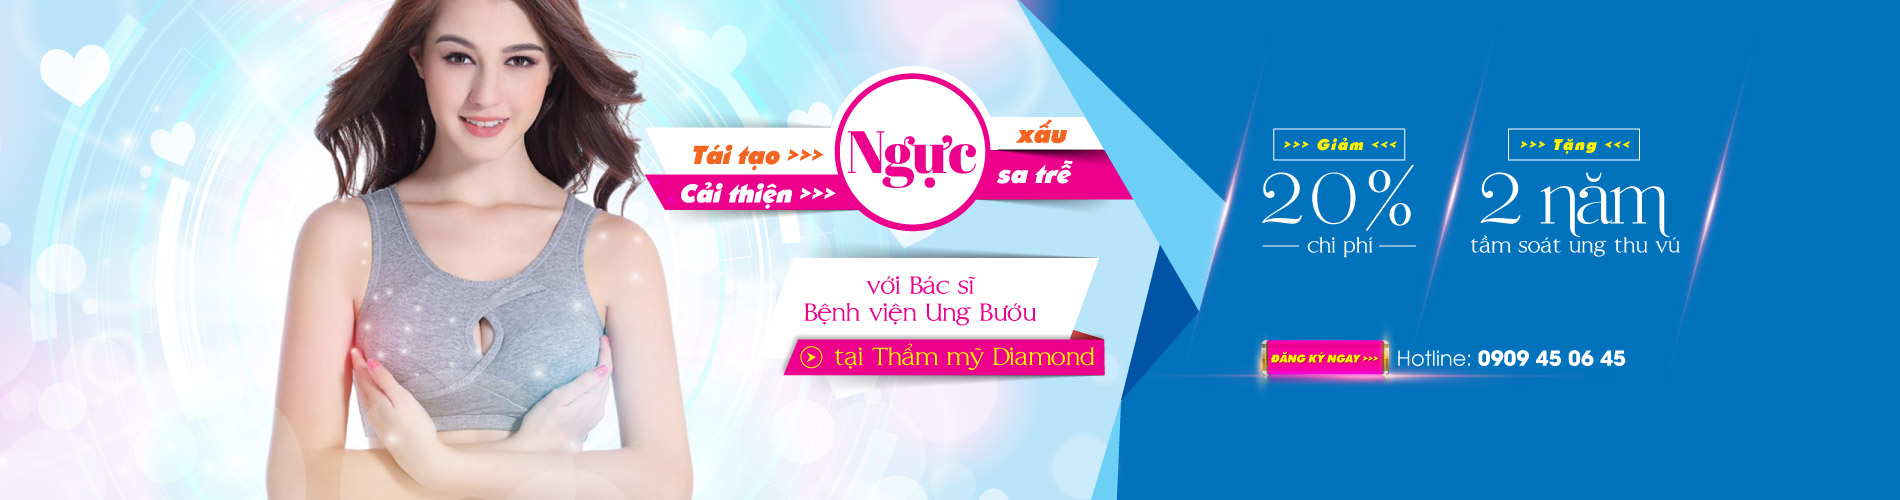 Tái tạo >>>
Cải thiện >>>
Ngực
xấu
sa trễ
với Bác sĩ
Bệnh viện Ung Bướu
tại Thẩm mỹ Diamond
>>> Giảm <<<
20%
chi phí
>>> Tặng <<<
2 năm
tầm soát ung thư vú
ĐĂNG KÝ NGAY >>>
Hotline: 0909 45 06 45